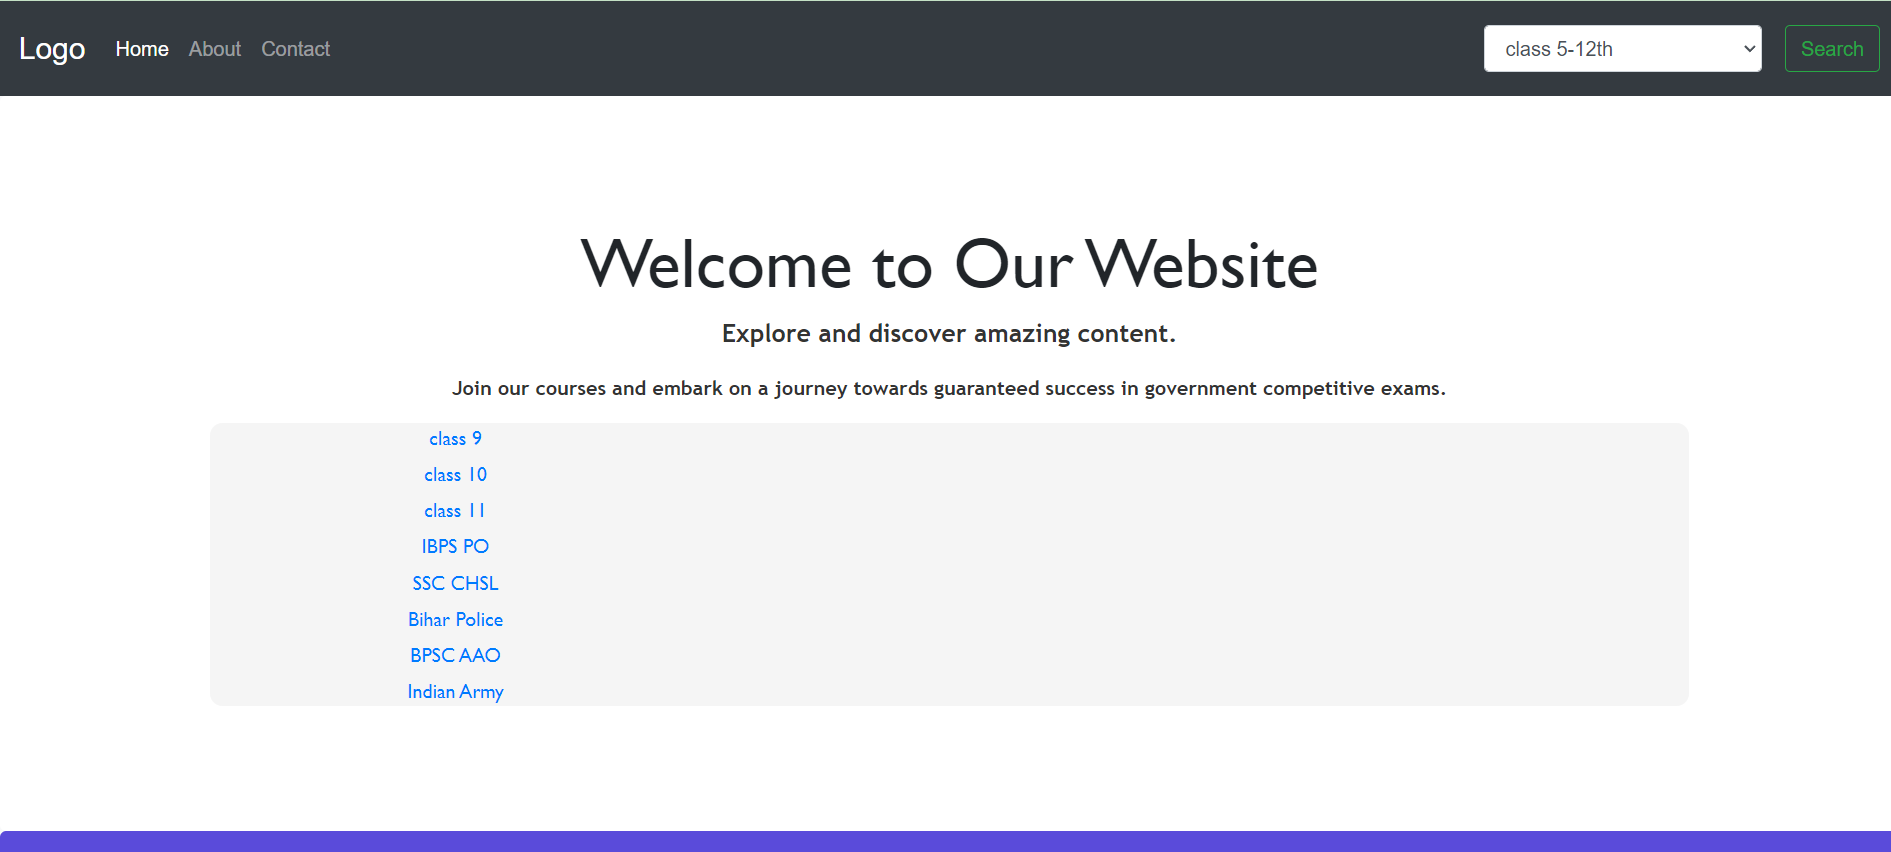 Logo Home About Contact class 5-12th Search
Welcome to Our Website
Explore and discover amazing content.
Join our courses and embark on a journey towards guaranteed success in government competitive exams.
class 9
class 10
class 11
IBPS PO
SSC CHSL
Bihar Police
BPSC AAO
Indian Army